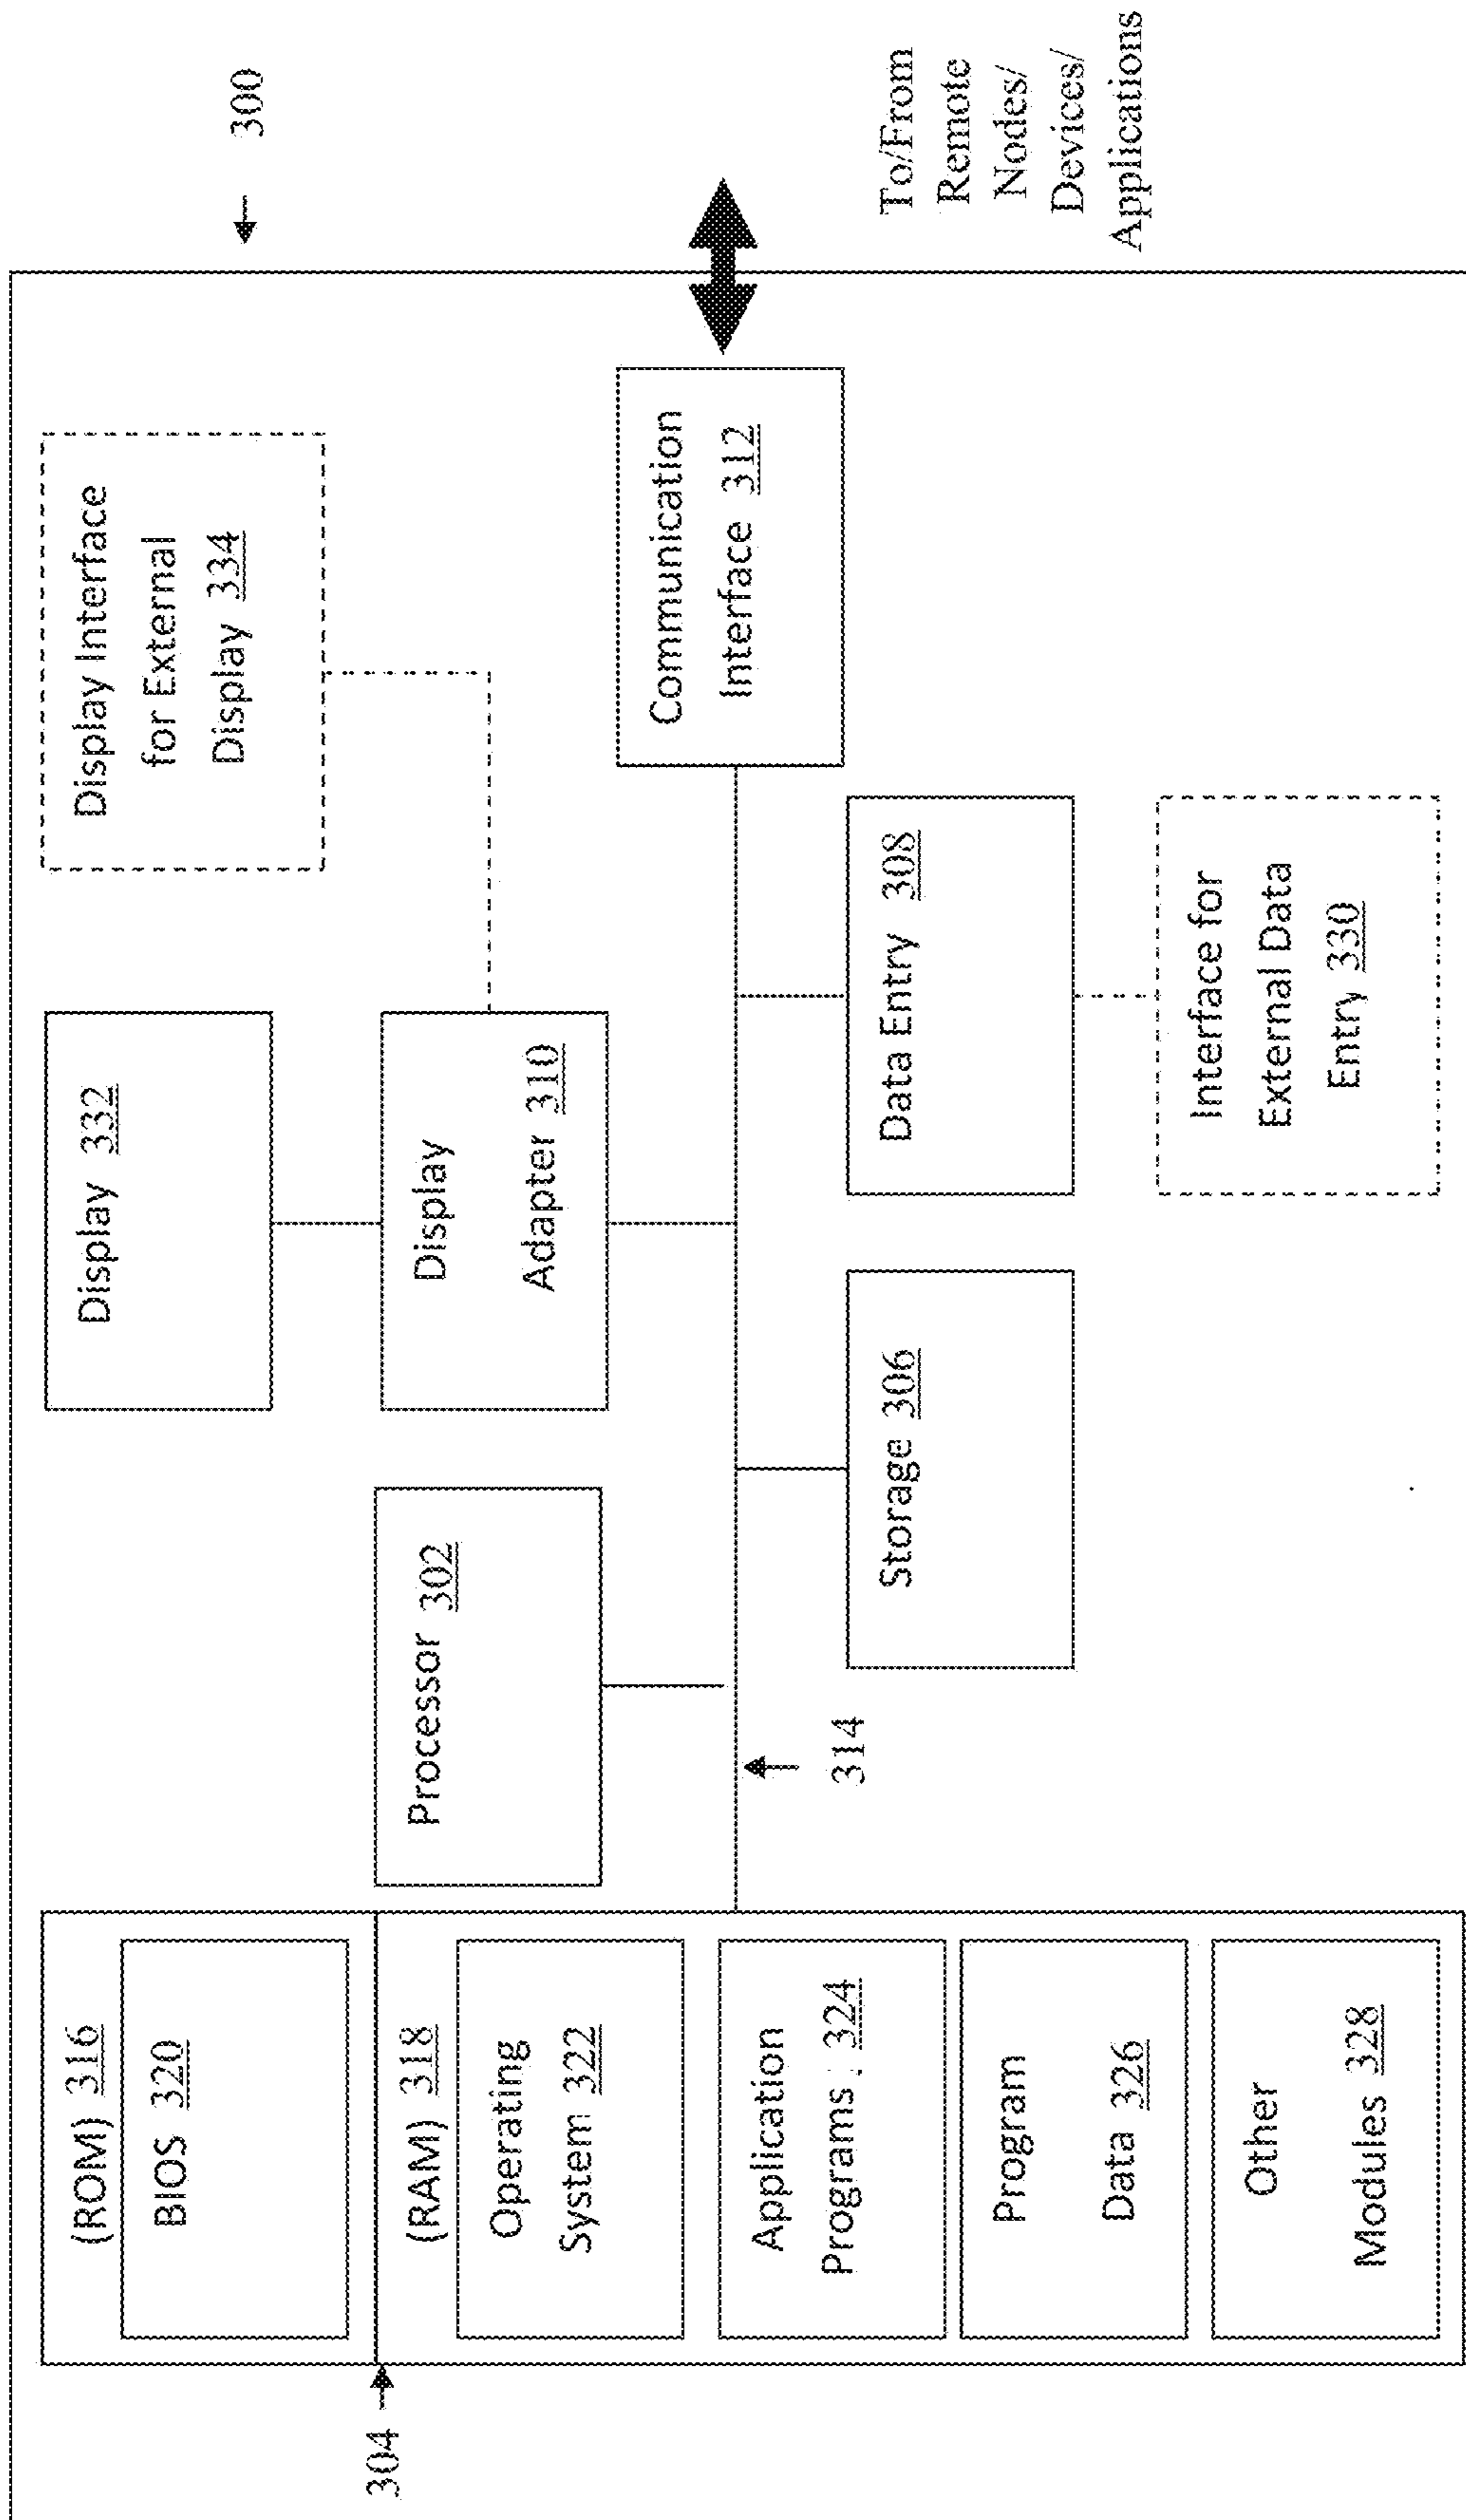 300
304
(ROM) 316
BIOS 320
(RAM) 318
Operating
System 322
Application
Programs 324
Program
Data 326
Other
Modules 328
Processor 302
314
Display 332
Display
Adapter 310
Storage 306
Display Interface
for External
Display 334
Data Entry 308
Interface for
External Data
Entry 330
Communication
Interface 312
To/From
Remote
Nodes/
Devices/
Applications